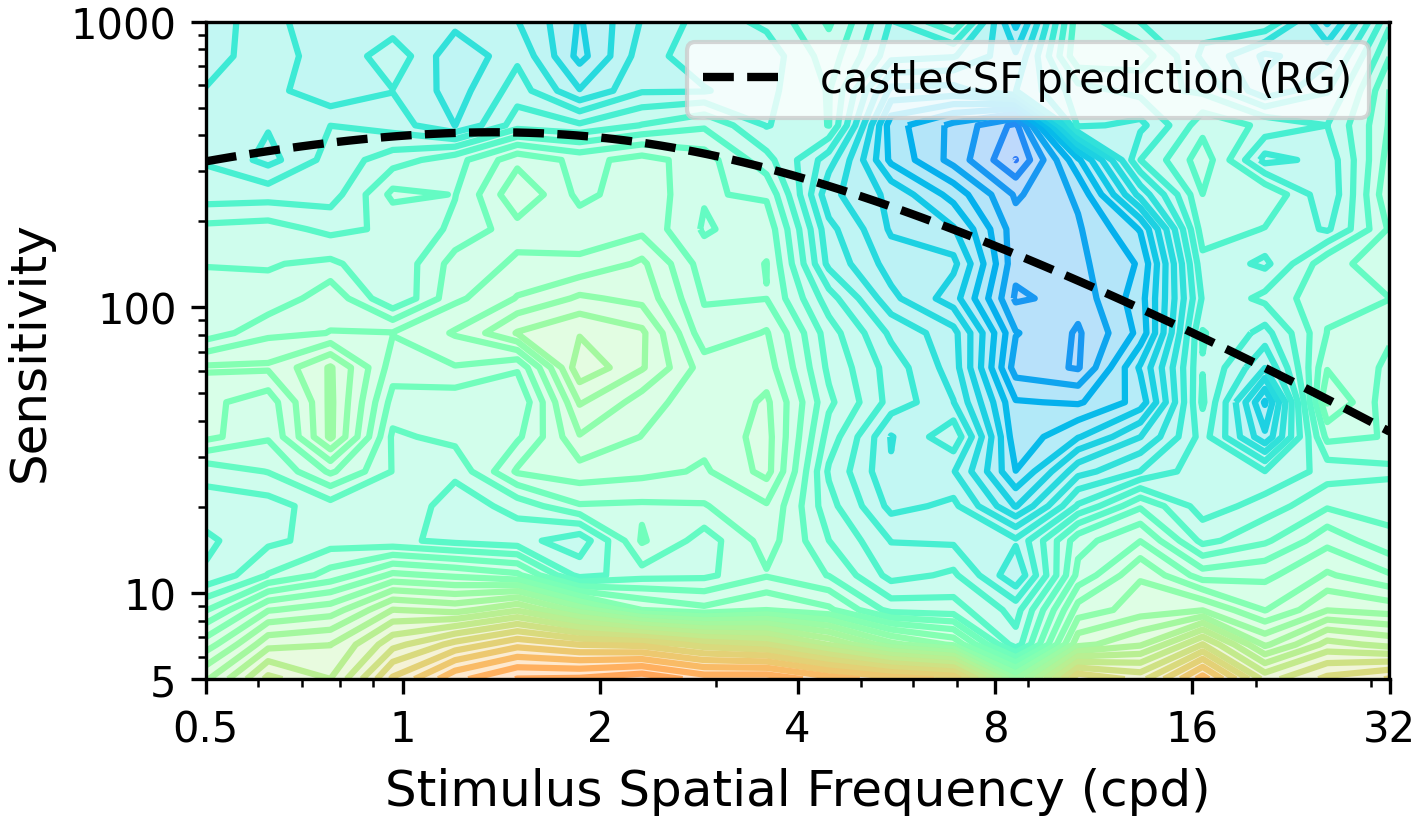 1000
castleCSF prediction (RG)
100
Sensitivity
10
5
0.5 1 2 4 8 16 32
Stimulus Spatial Frequency (cpd)